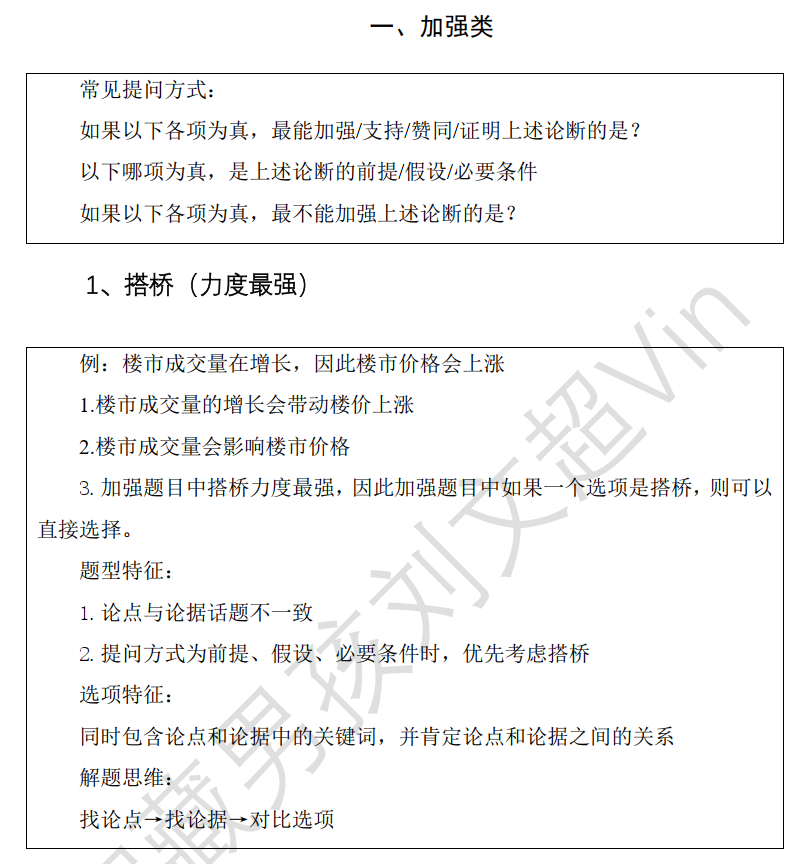 一、加强类
常见提问方式：
如果以下各项为真，最能加强/支持/赞同/证明上述论断的是？
以下哪项为真，是上述论断的前提/假设/必要条件
如果以下各项为真，最不能加强上述论断的是？
1、搭桥（力度最强）
例：楼市成交量在增长，因此楼市价格会上涨
1.楼市成交量的增长会带动楼价上涨
2.楼市成交量会影响楼市价格
3. 加强题目中搭桥力度最强，因此加强题目中如果一个选项是搭桥，则可以
直接选择。
题型特征：
1. 论点与论据话题不一致
2. 提问方式为前提、假设、必要条件时，优先考虑搭桥
选项特征：
同时包含论点和论据中的关键词，并肯定论点和论据之间的关系
解题思维：
找论点→找论据→对比选项
藏男孩刘文超Vin